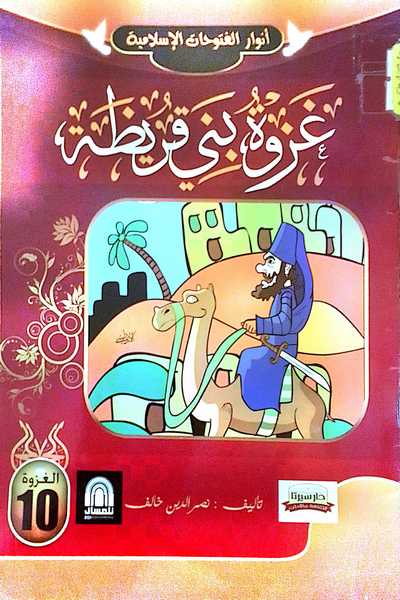 أنوار الفتوحات الإسلامية
غزوة بني قريظة
الغزوة
10
تأليف : نصر الدين خالف